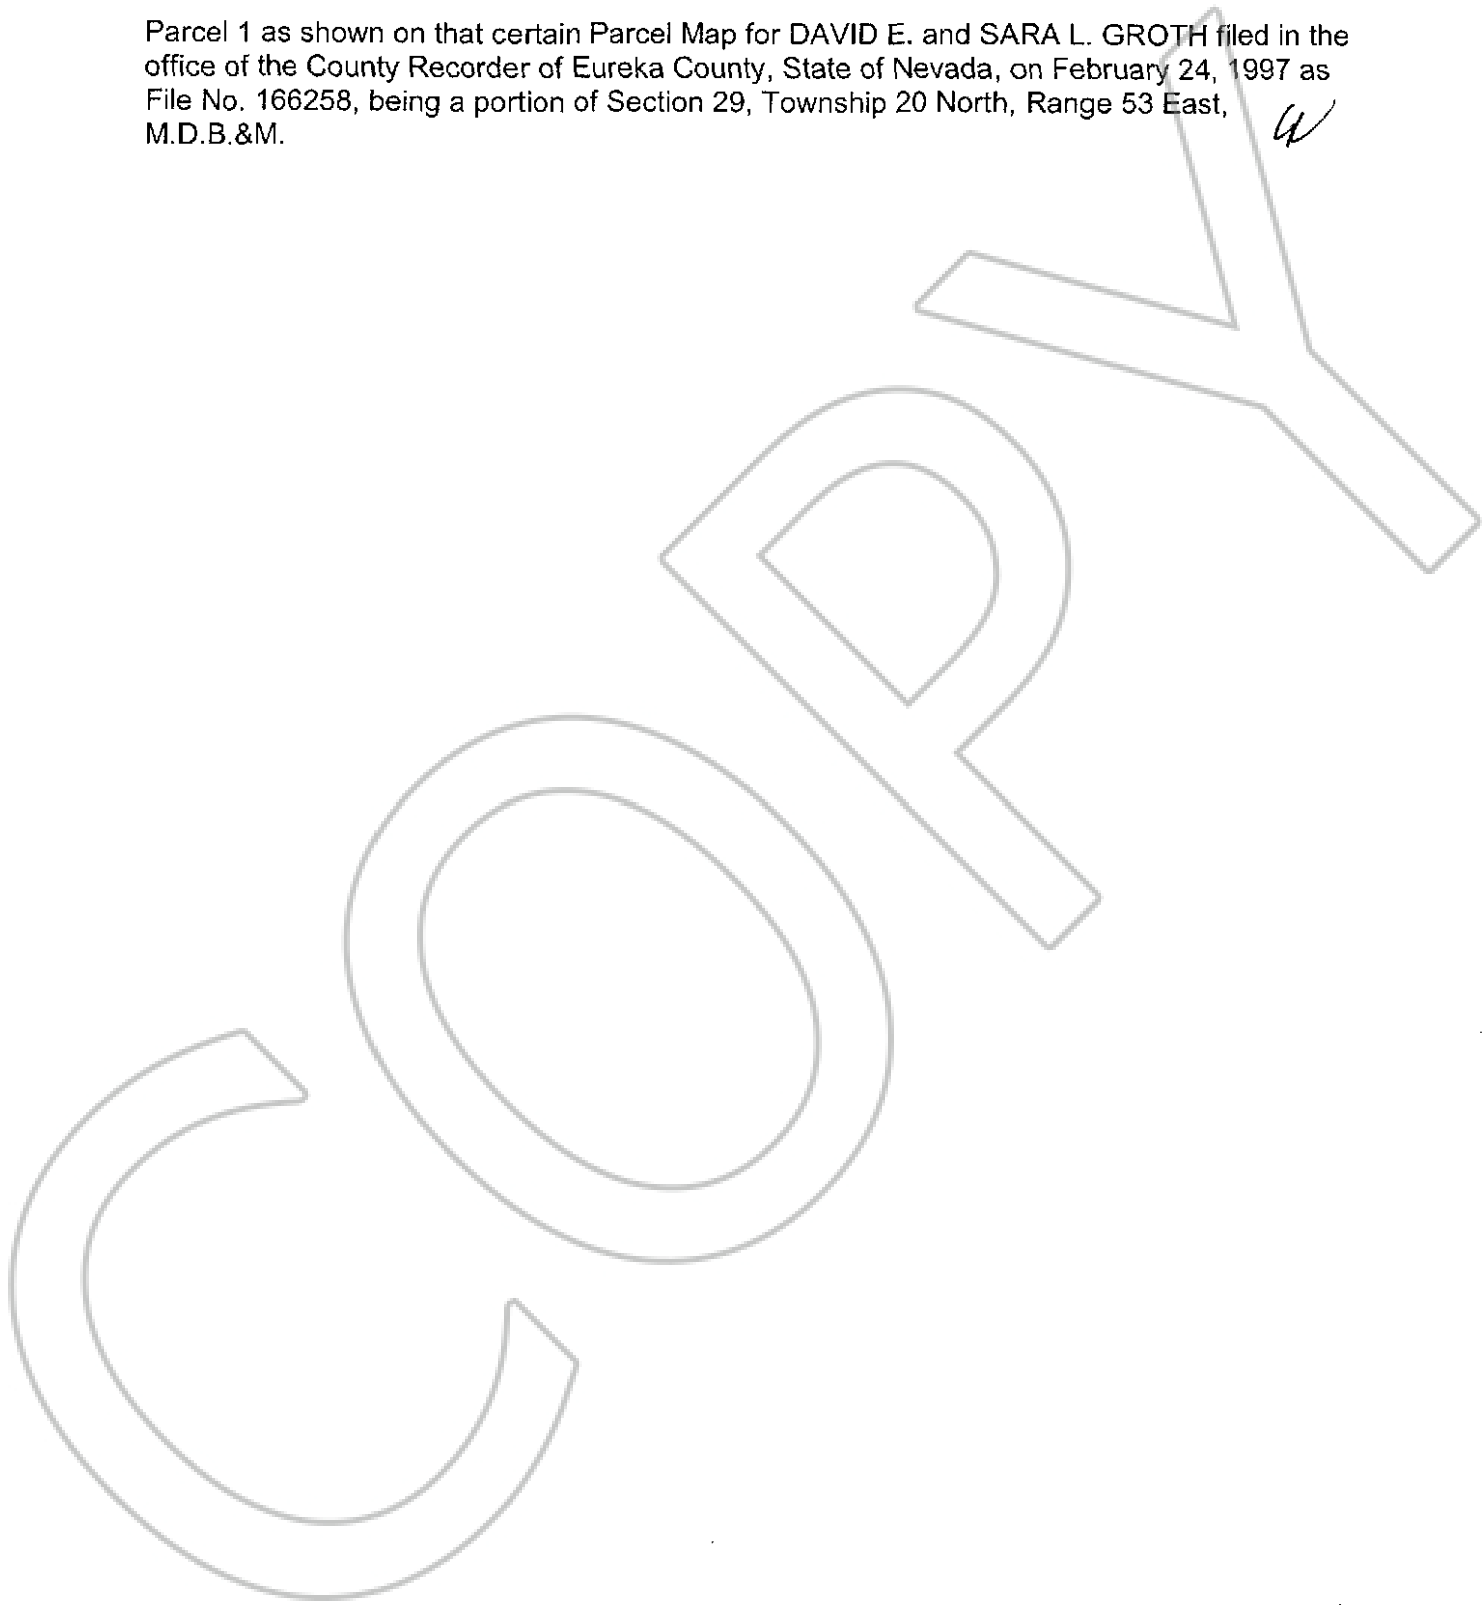 Parcel 1 as shown on that certain Parcel Map for DAVID E. and SARA L. GROTH filed in the
office of the County Recorder of Eureka County, State of Nevada, on February 24, 1997 as
File No. 166258, being a portion of Section 29, Township 20 North, Range 53 East,
M.D.B.&M.
COPY